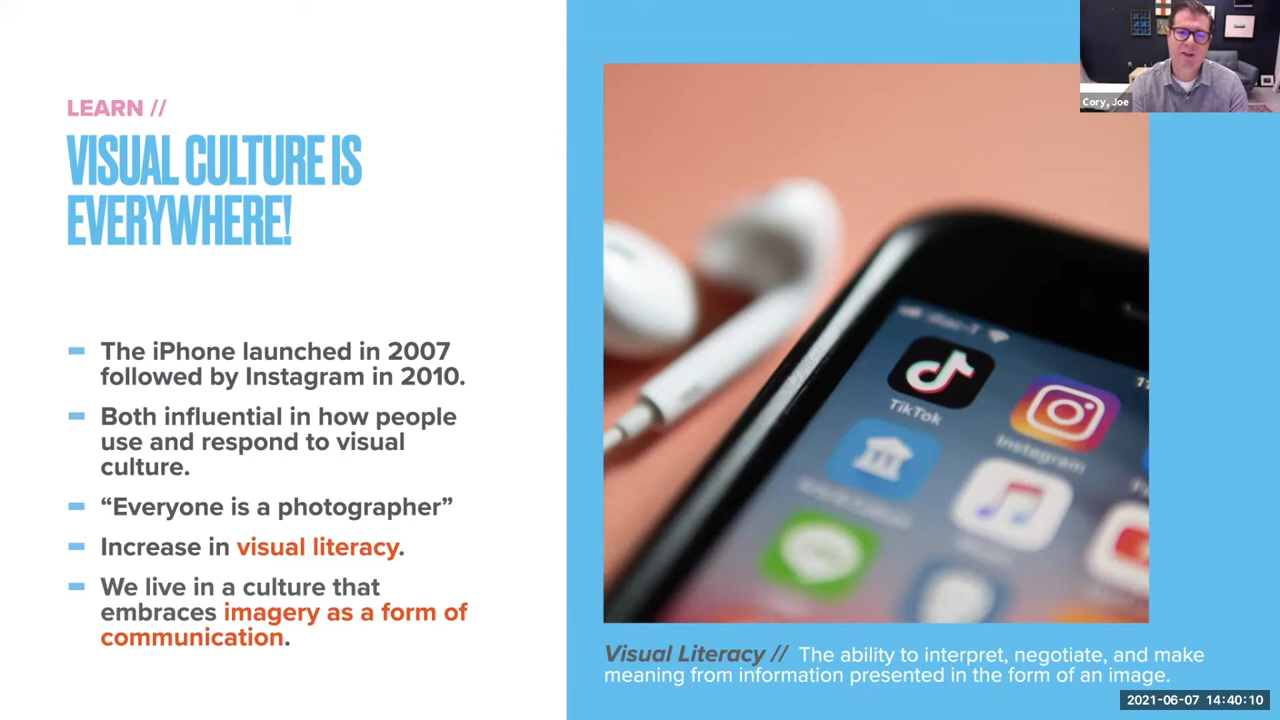 LEARN //
VISUAL CULTURE IS
EVERYWHERE!
The iPhone launched in 2007
followed by Instagram in 2010.
Both influential in how people
use and respond to visual
culture.
“Everyone is a photographer”
Increase in visual literacy.
We live in a culture that
embraces imagery as a form of
communication.
Cory, Joe
TikTok
Instagram
Visual Literacy // The ability to interpret, negotiate, and make
meaning from information presented in the form of an image.
2021-06-07 14:40:10